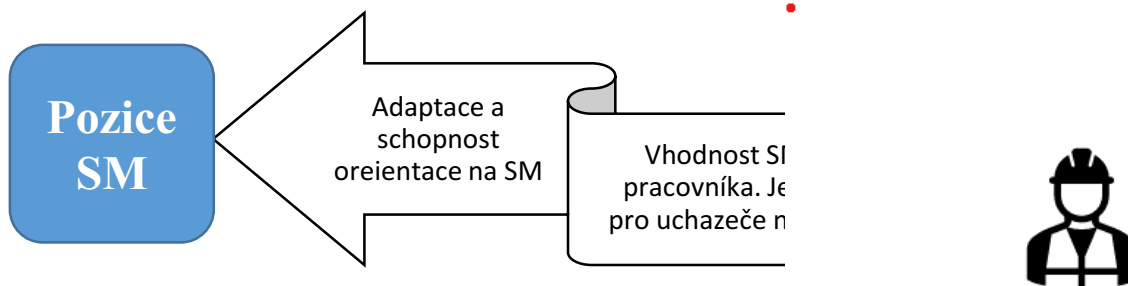 Pozice
SM
Adaptace a
schopnost
oreientace na SM
Vhodnost
pracovníka.
pro uchazeče